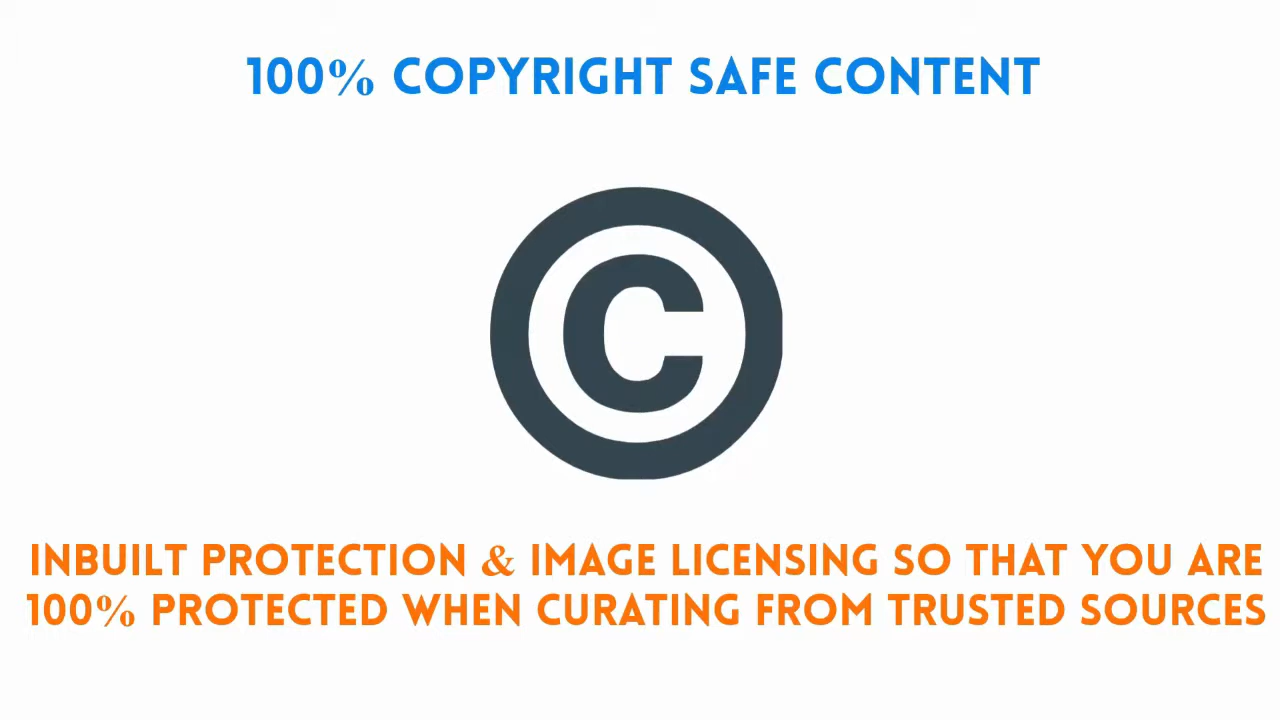 100% COPYRIGHT SAFE CONTENT
©
INBUILT PROTECTION & IMAGE LICENSING SO THAT YOU ARE
100% PROTECTED WHEN CURATING FROM TRUSTED SOURCES